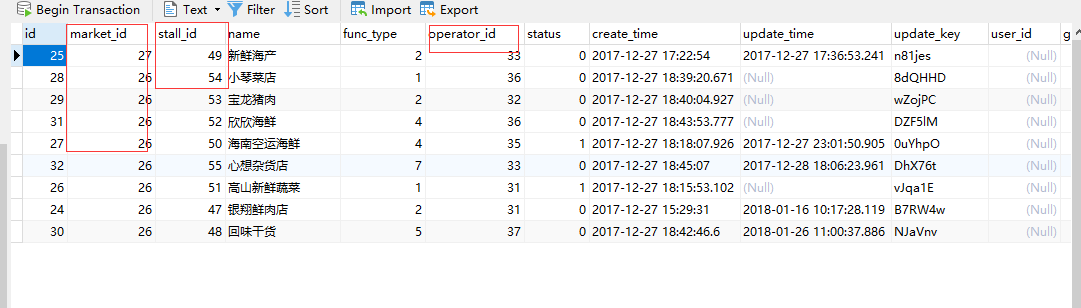 Begin Transaction Text Filter Sort Import Export
id market_id stall_id name func_type operator_id status create_time update_time update_key user_id g
25 27 49 新鲜海产 2 33 0 2017-12-27 17:22:54 2017-12-27 17:36:53.241 n81jes (Null)
28 26 54 小琴菜店 1 36 0 2017-12-27 18:39:20.671 (Null) 8dQHHD (Null)
29 26 53 宝龙猪肉 2 32 0 2017-12-27 18:40:04.927 (Null) wZojPC (Null)
31 26 52 欣欣海鲜 4 36 0 2017-12-27 18:43:53.777 (Null) DZF5lM (Null)
27 26 50 海南空运海鲜 4 35 1 2017-12-27 18:18:07.926 2017-12-27 23:01:50.905 0uYhpO (Null)
32 26 55 心想杂货店 7 33 0 2017-12-27 18:45:07 2017-12-28 18:06:23.961 DhX76t (Null)
26 26 51 高山新鲜蔬菜 1 31 1 2017-12-27 18:15:53.102 (Null) vJqa1E (Null)
24 26 47 银翔鲜肉店 2 31 0 2017-12-27 15:29:31 2018-01-16 10:17:28.119 B7RW4w (Null)
30 26 48 回味干货 5 37 0 2017-12-27 18:42:46.6 2018-01-26 11:00:37.886 NJaVnv (Null)